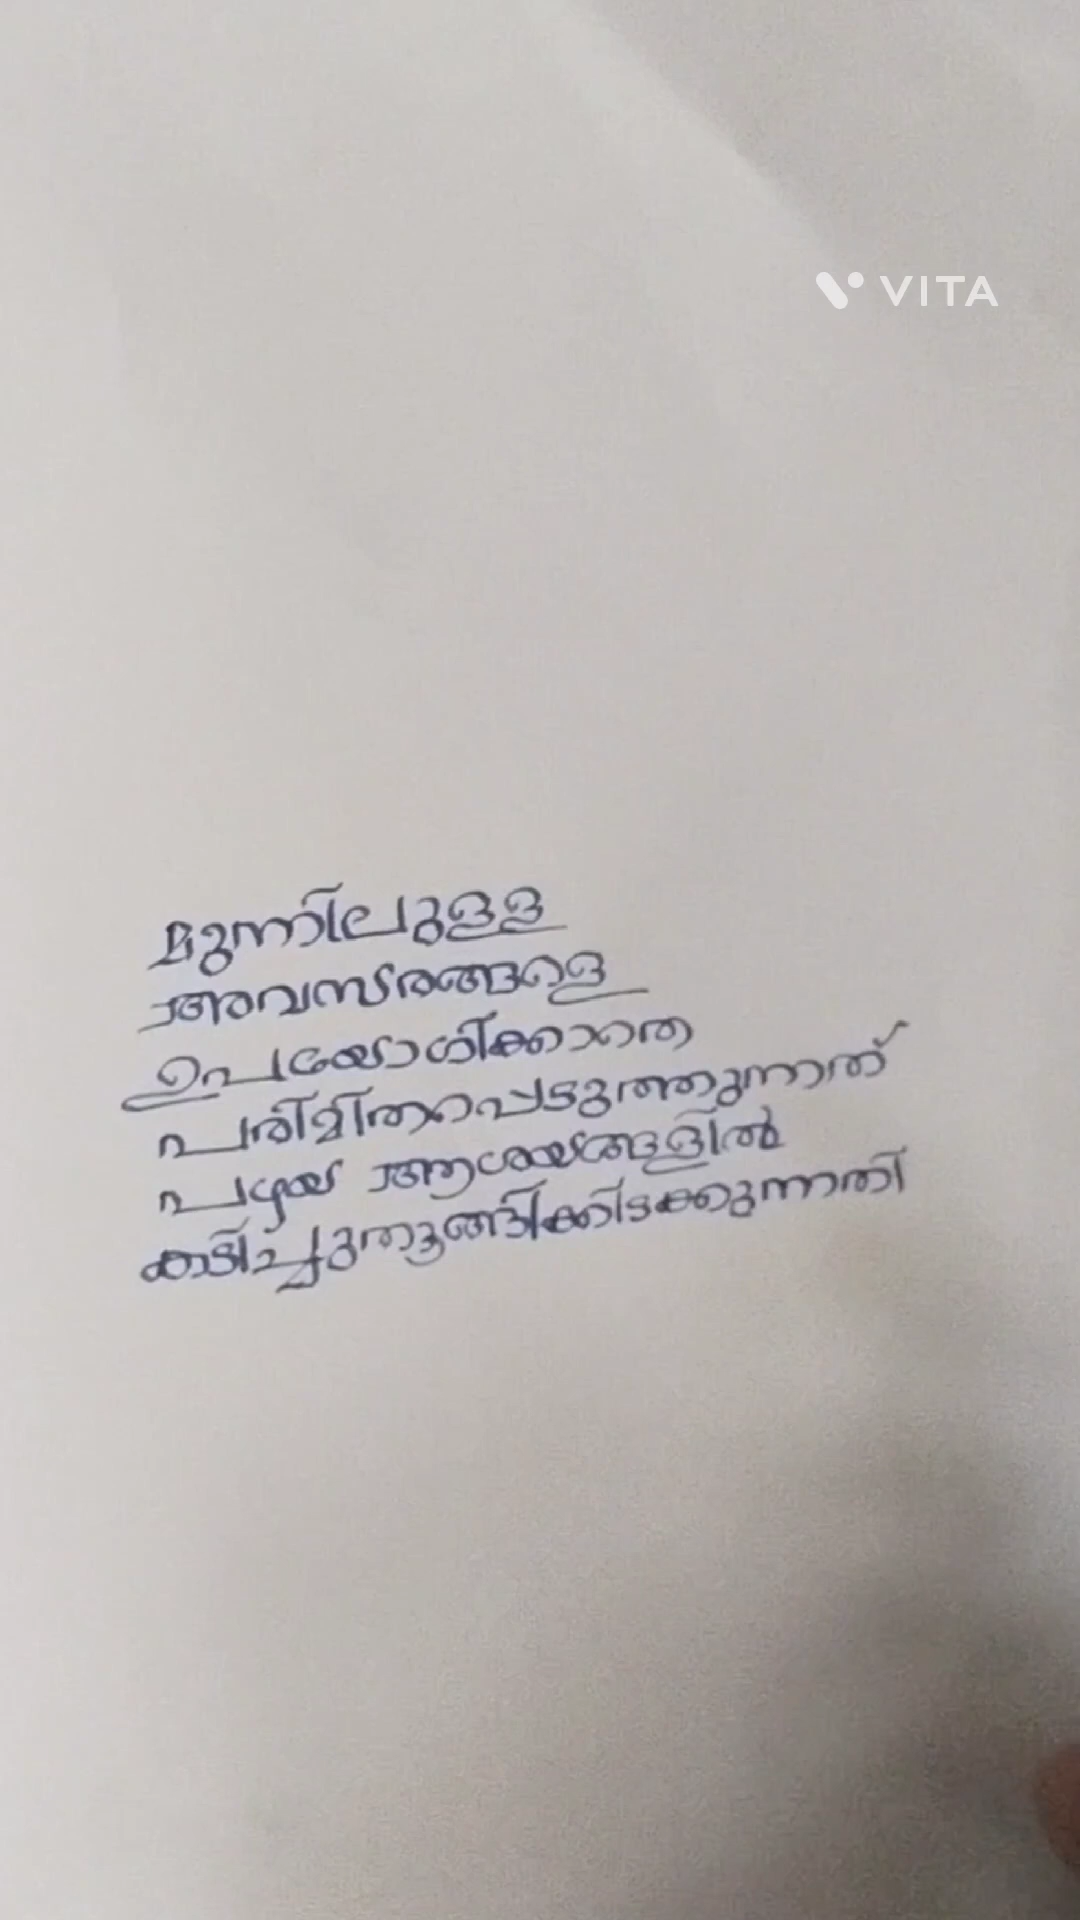 VITA
മുന്നിലുള്ള
അവസരങ്ങളെ
ഉപയോഗിക്കാതെ
പരിമിതപ്പെടുത്തുന്നത്
പഴയ ആശയങ്ങളിൽ
കടിച്ചുതൂങ്ങിക്കിടക്കുന്നതി